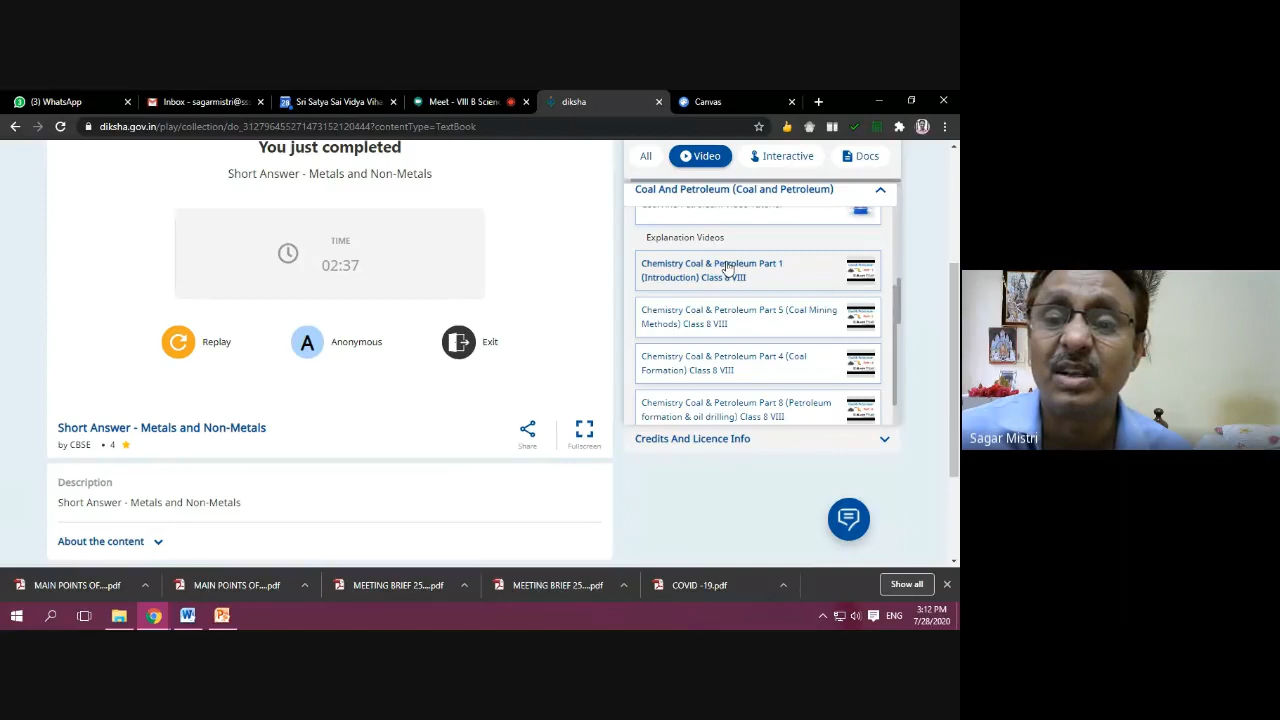 (3) WhatsApp
Inbox - sagarmistri@ss
Sri Satya Sai Vidya Viha
Meet - VIII B Scienc
diksha
Canvas
diksha.gov.in/play/collection/do_31279645527147315212​0444?contentType=TextBook
You just completed
Short Answer - Metals and Non-Metals
TIME
02:37
Replay
A
Anonymous
Exit
Short Answer - Metals and Non-Metals
by CBSE • 4
Share
Fullscreen
Description
Short Answer - Metals and Non-Metals
About the content
All
Video
Interactive
Docs
Coal And Petroleum (Coal and Petroleum)
Explanation Videos
Chemistry Coal & Petroleum Part 1
(Introduction) Class 8 VIII
Chemistry Coal & Petroleum Part 5 (Coal Mining
Methods) Class 8 VIII
Chemistry Coal & Petroleum Part 4 (Coal
Formation) Class 8 VIII
Chemistry Coal & Petroleum Part 8 (Petroleum
formation & oil drilling) Class 8 VIII
Credits And Licence Info
Sagar Mistri
MAIN POINTS OF....pdf
MAIN POINTS OF....pdf
MEETING BRIEF 25....pdf
MEETING BRIEF 25....pdf
COVID -19.pdf
Show all
ENG
3:12 PM
7/28/2020